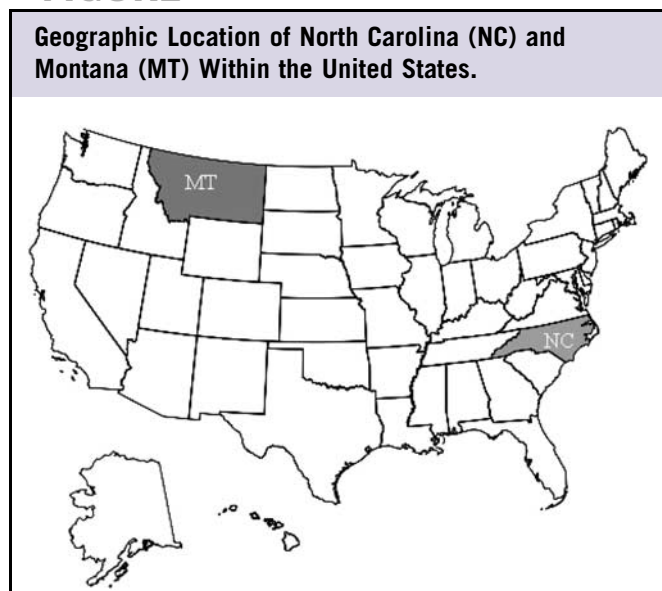 Geographic Location of North Carolina (NC) and
Montana (MT) Within the United States.
MT
NC